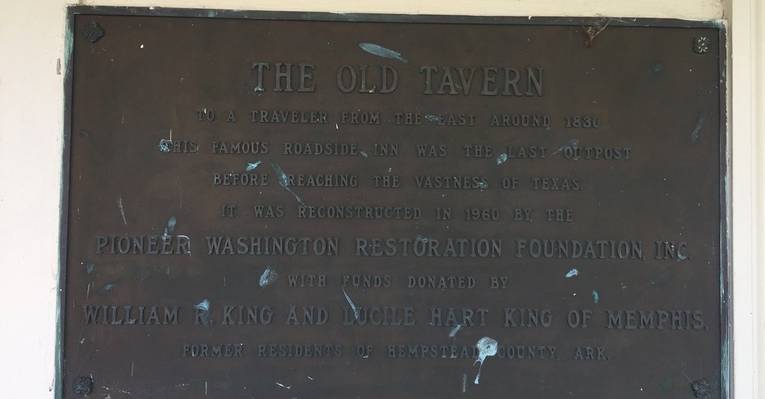 THE OLD TAVERN
TO A TRAVELER FROM THE EAST AROUND 1830
THIS FAMOUS ROADSIDE INN WAS THE LAST OUTPOST
BEFORE REACHING THE VASTNESS OF TEXAS.
IT WAS RECONSTRUCTED IN 1960 BY THE
PIONEER WASHINGTON RESTORATION FOUNDATION INC.
WITH FUNDS DONATED BY
WILLIAM R. KING AND LUCILE HART KING OF MEMPHIS,
FORMER RESIDENTS OF HEMPSTEAD COUNTY, ARK.